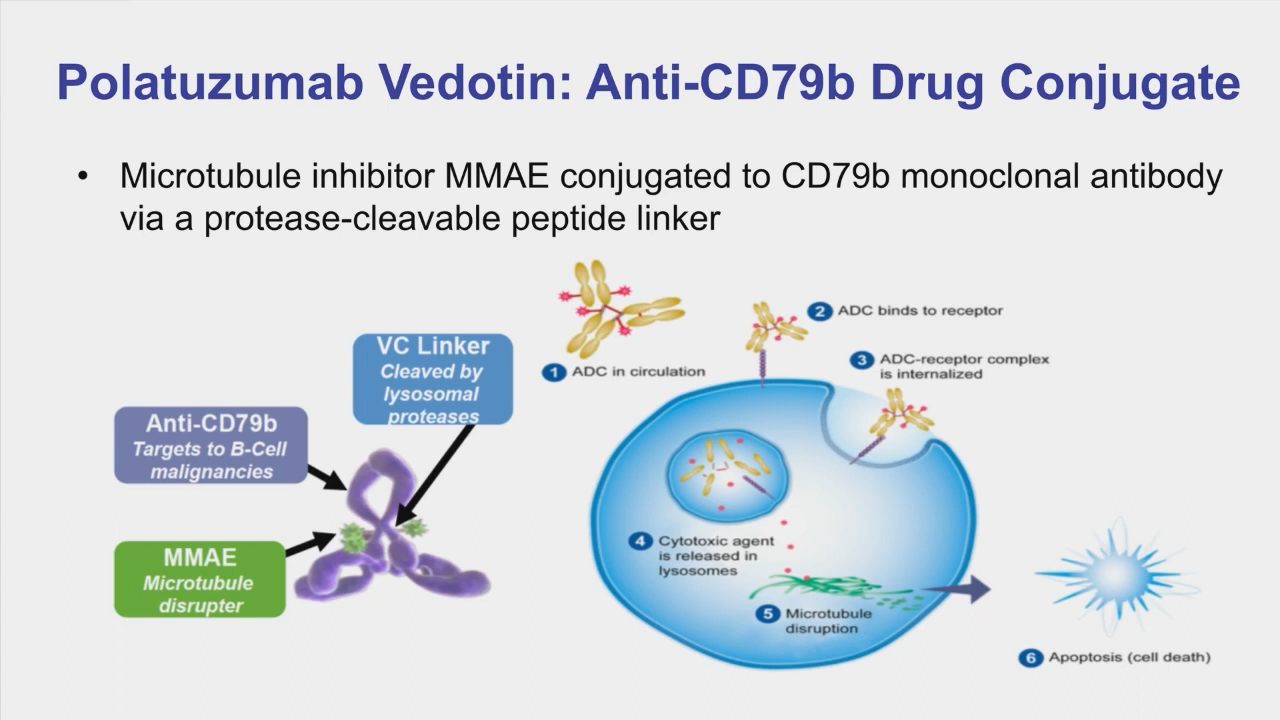 Polatuzumab Vedotin: Anti-CD79b Drug Conjugate
• Microtubule inhibitor MMAE conjugated to CD79b monoclonal antibody
via a protease-cleavable peptide linker
VC Linker
Cleaved by
lysosomal
proteases
Anti-CD79b
Targets to B-Cell
malignancies
MMAE
Microtubule
disrupter
1 ADC in circulation
2 ADC binds to receptor
3 ADC-receptor complex
is internalized
4 Cytotoxic agent
is released in
lysosomes
5 Microtubule
disruption
6 Apoptosis (cell death)